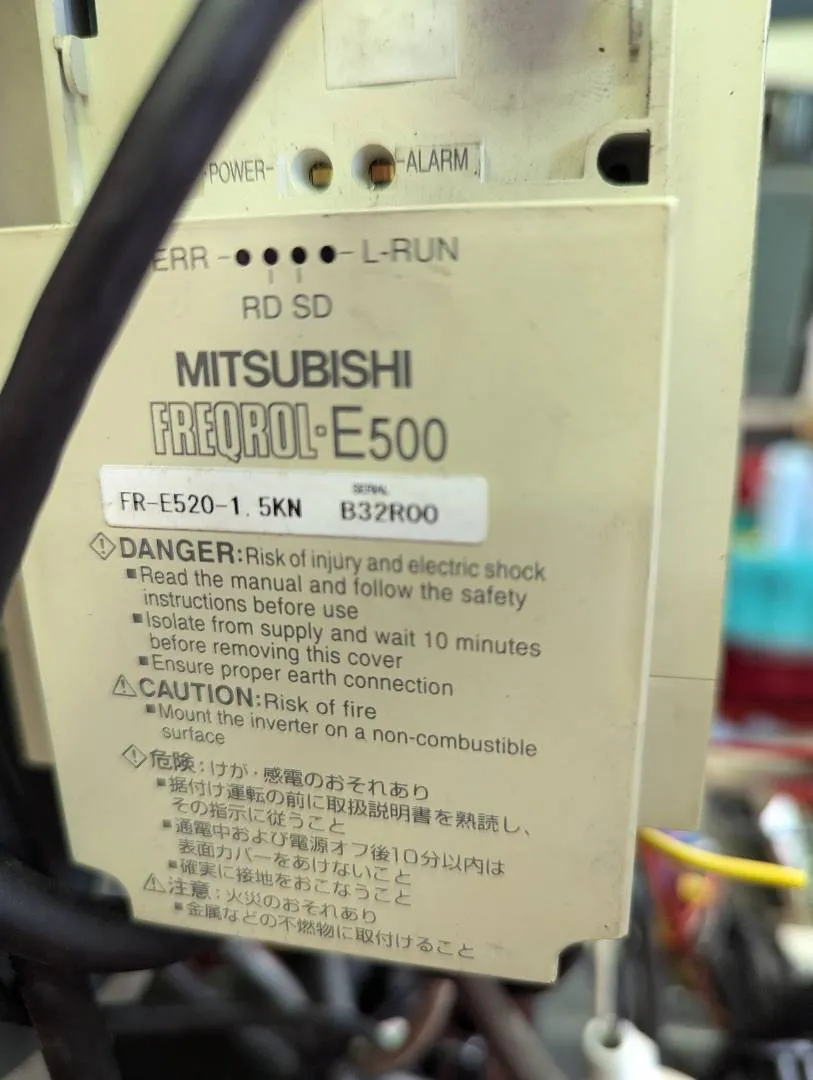 POWER- -ALARM
ERR - - L-RUN
RD SD
MITSUBISHI
FREQROL-E500
SERIAL
FR-E520-1.5KN B32R00
DANGER:Risk of injury and electric shock
■Read the manual and follow the safety
instructions before use
■Isolate from supply and wait 10 minutes
before removing this cover
■Ensure proper earth connection
CAUTION:Risk of fire
■Mount the inverter on a non-combustible
surface
危険:けが・感電のおそれあり
■据付け運転の前に取扱説明書を熟読し、
その指示に従うこと
■通電中および電源オフ後10分以内は
表面カバーをあけないこと
■確実に接地をおこなうこと
注意:火災のおそれあり
■金属などの不燃物に取付けること